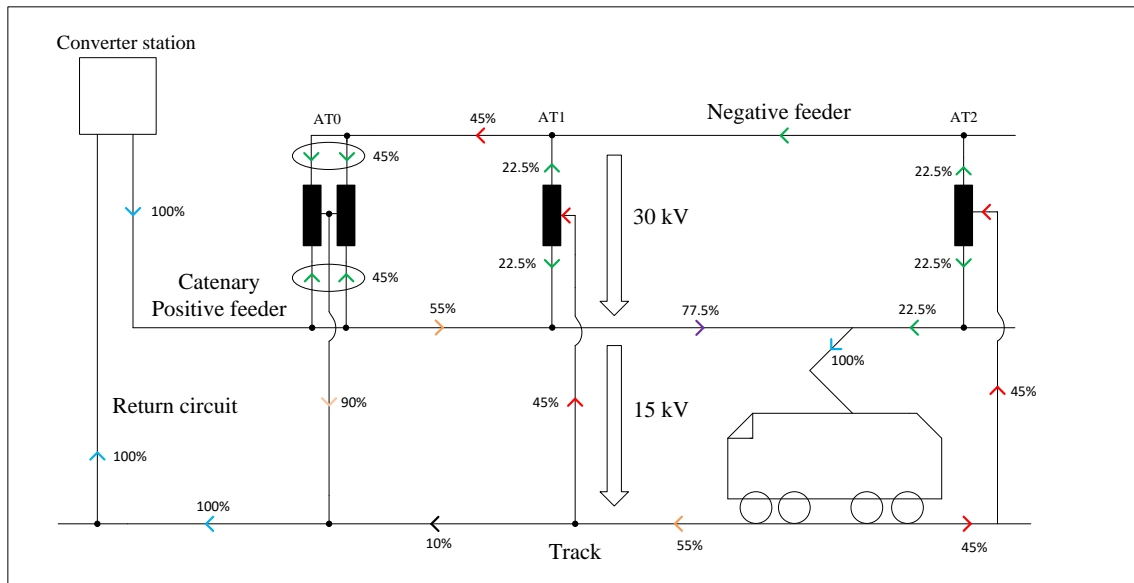 Converter station
AT0
45%
AT1
Negative feeder
AT2
45%
22.5%
22.5%
100%
30 kV
45%
22.5%
22.5%
Catenary
Positive feeder
55%
77.5%
22.5%
100%
Return circuit
90%
45%
15 kV
45%
100%
100%
10%
Track
55%
45%